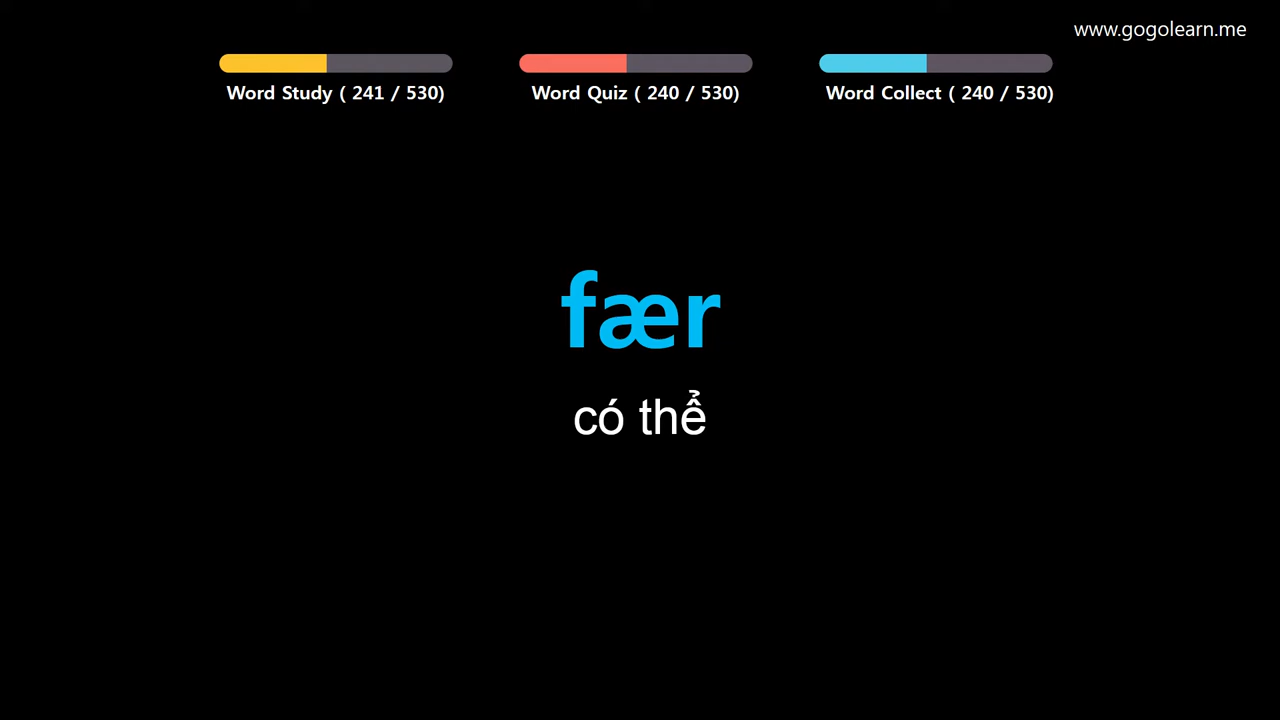 www.gogolearn.me
Word Study ( 241 / 530)
Word Quiz ( 240 / 530)
Word Collect ( 240 / 530)
fær
có thể